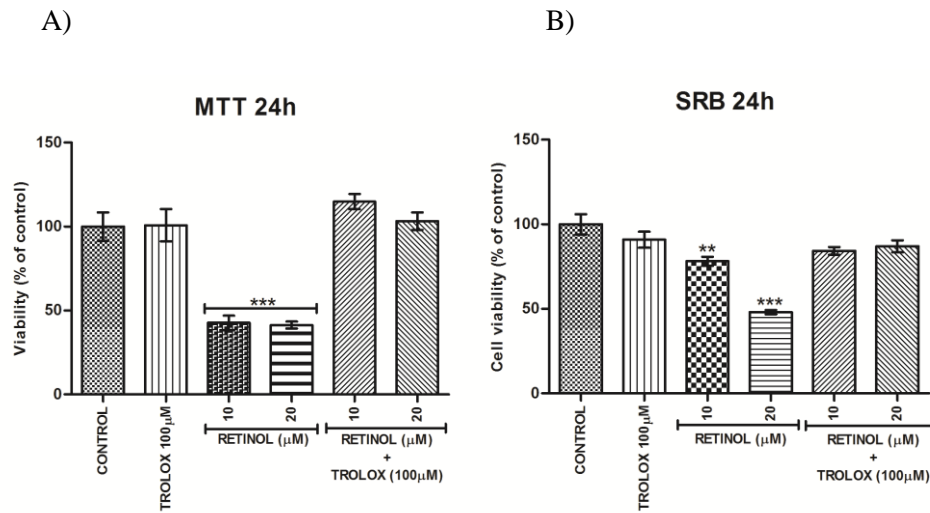 A)
MTT 24h
Viability (% of control)
150
100
50
0
***
CONTROL
TROLOX 100µM
10
20
10
20
RETINOL (µM)
RETINOL (µM)
+
TROLOX (100µM)
B)
SRB 24h
Cell viability (% of control)
150
100
50
0
**
***
CONTROL
TROLOX 100µM
10
20
10
20
RETINOL (µM)
RETINOL (µM)
+
TROLOX (100µM)